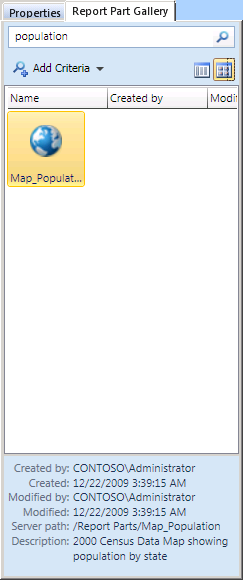 Properties Report Part Gallery
population
Add Criteria
Name Created by Modif
Map_Populat...
Created by: CONTOSO\Administrator
Created: 12/22/2009 3:39:15 AM
Modified by: CONTOSO\Administrator
Modified: 12/22/2009 3:39:15 AM
Server path: /Report Parts/Map_Population
Description: 2000 Census Data Map showing
population by state